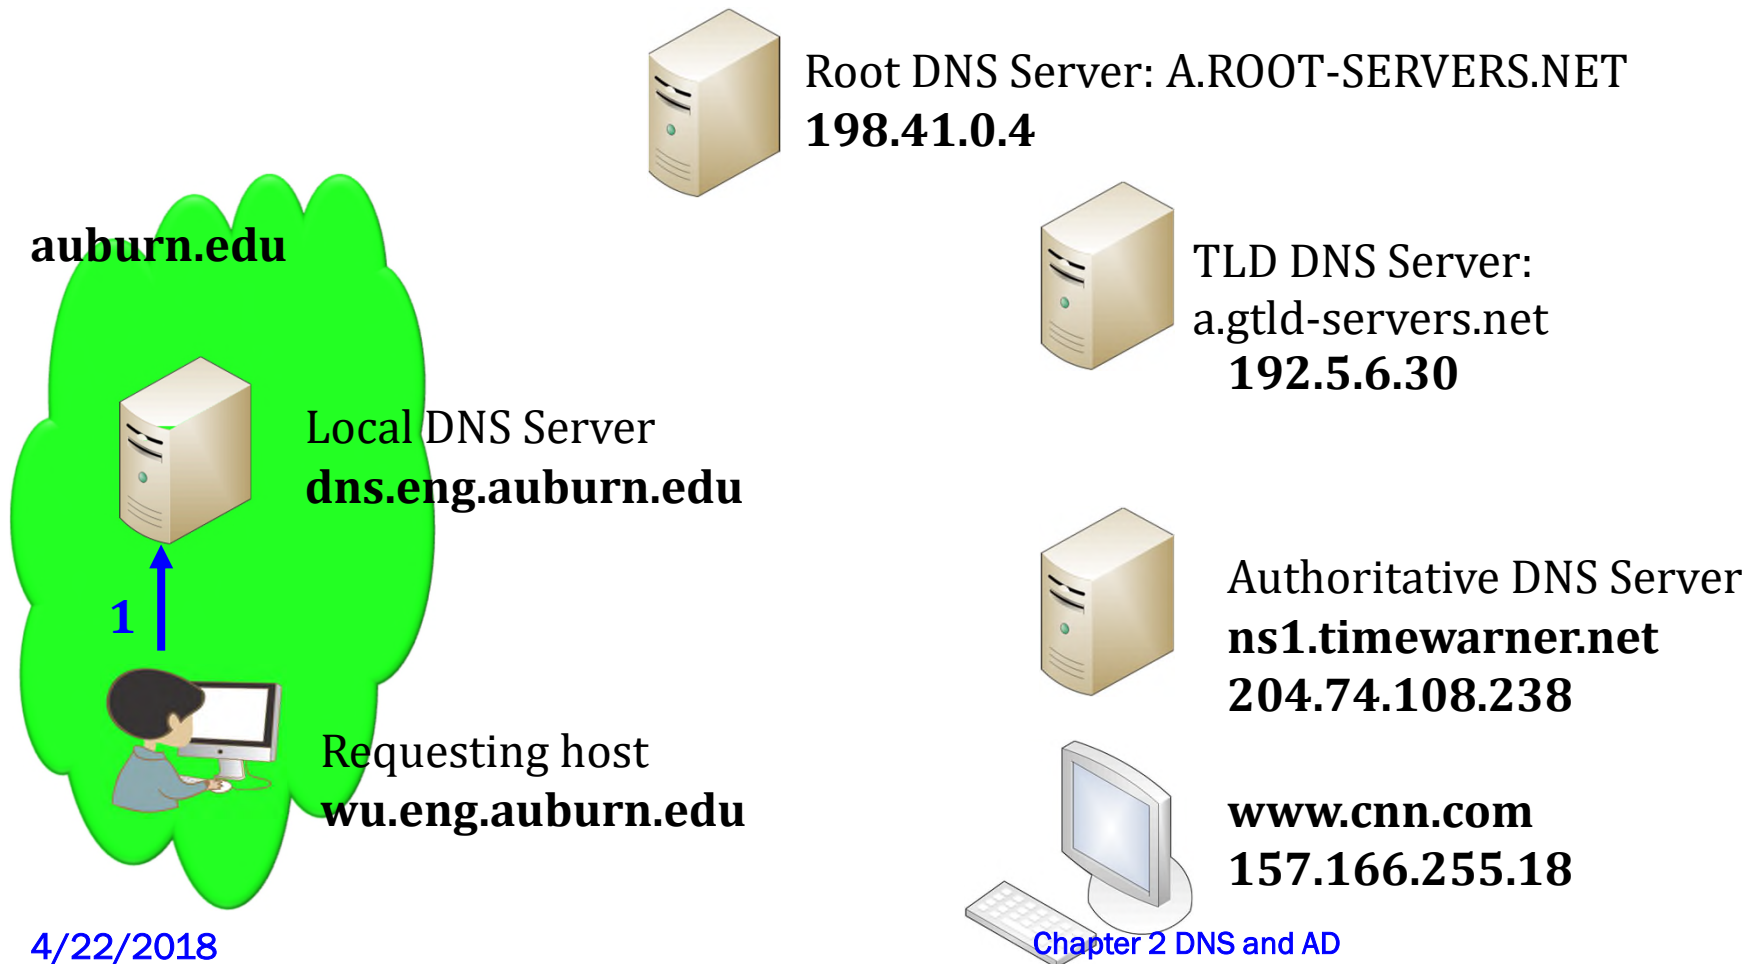 Root DNS Server: A.ROOT-SERVERS.NET
198.41.0.4
auburn.edu
TLD DNS Server:
a.gtld-servers.net
192.5.6.30
Local DNS Server
dns.eng.auburn.edu
1
Authoritative DNS Server
ns1.timewarner.net
204.74.108.238
Requesting host
wu.eng.auburn.edu
www.cnn.com
157.166.255.18
4/22/2018
Chapter 2 DNS and AD